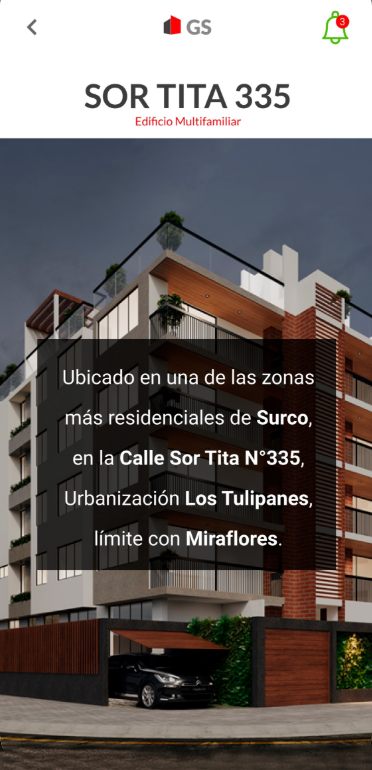 GS
3
SOR TITA 335
Edificio Multifamiliar
Ubicado en una de las zonas
más residenciales de Surco,
en la Calle Sor Tita N°335,
Urbanización Los Tulipanes,
límite con Miraflores.